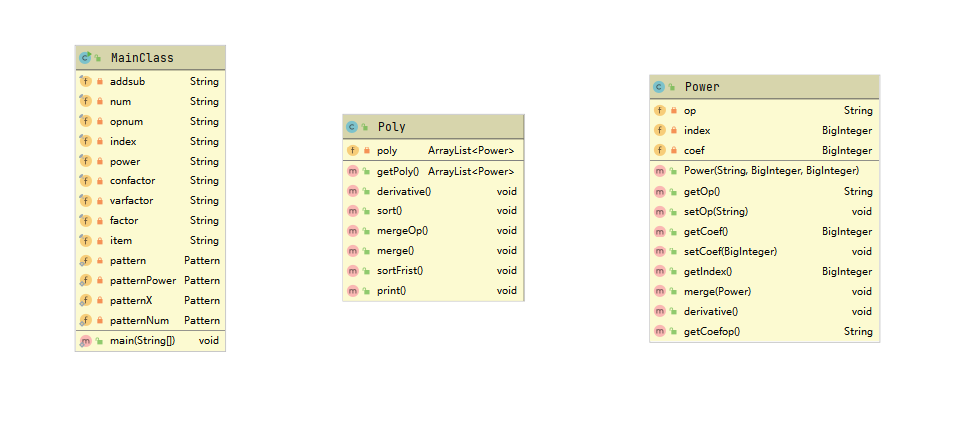 MainClass
addsub String
num String
opnum String
index String
power String
confactor String
varfactor String
factor String
item String
pattern Pattern
patternPower Pattern
patternX Pattern
patternNum Pattern
main(String[]) void
Poly
poly ArrayList<Power>
getPoly() ArrayList<Power>
derivative() void
sort() void
mergeOp() void
merge() void
sortFrist() void
print() void
Power
op String
index BigInteger
coef BigInteger
Power(String, BigInteger, BigInteger)
getOp() String
setOp(String) void
getCoef() BigInteger
setCoef(BigInteger) void
getIndex() BigInteger
merge(Power) void
derivative() void
getCoefop() String